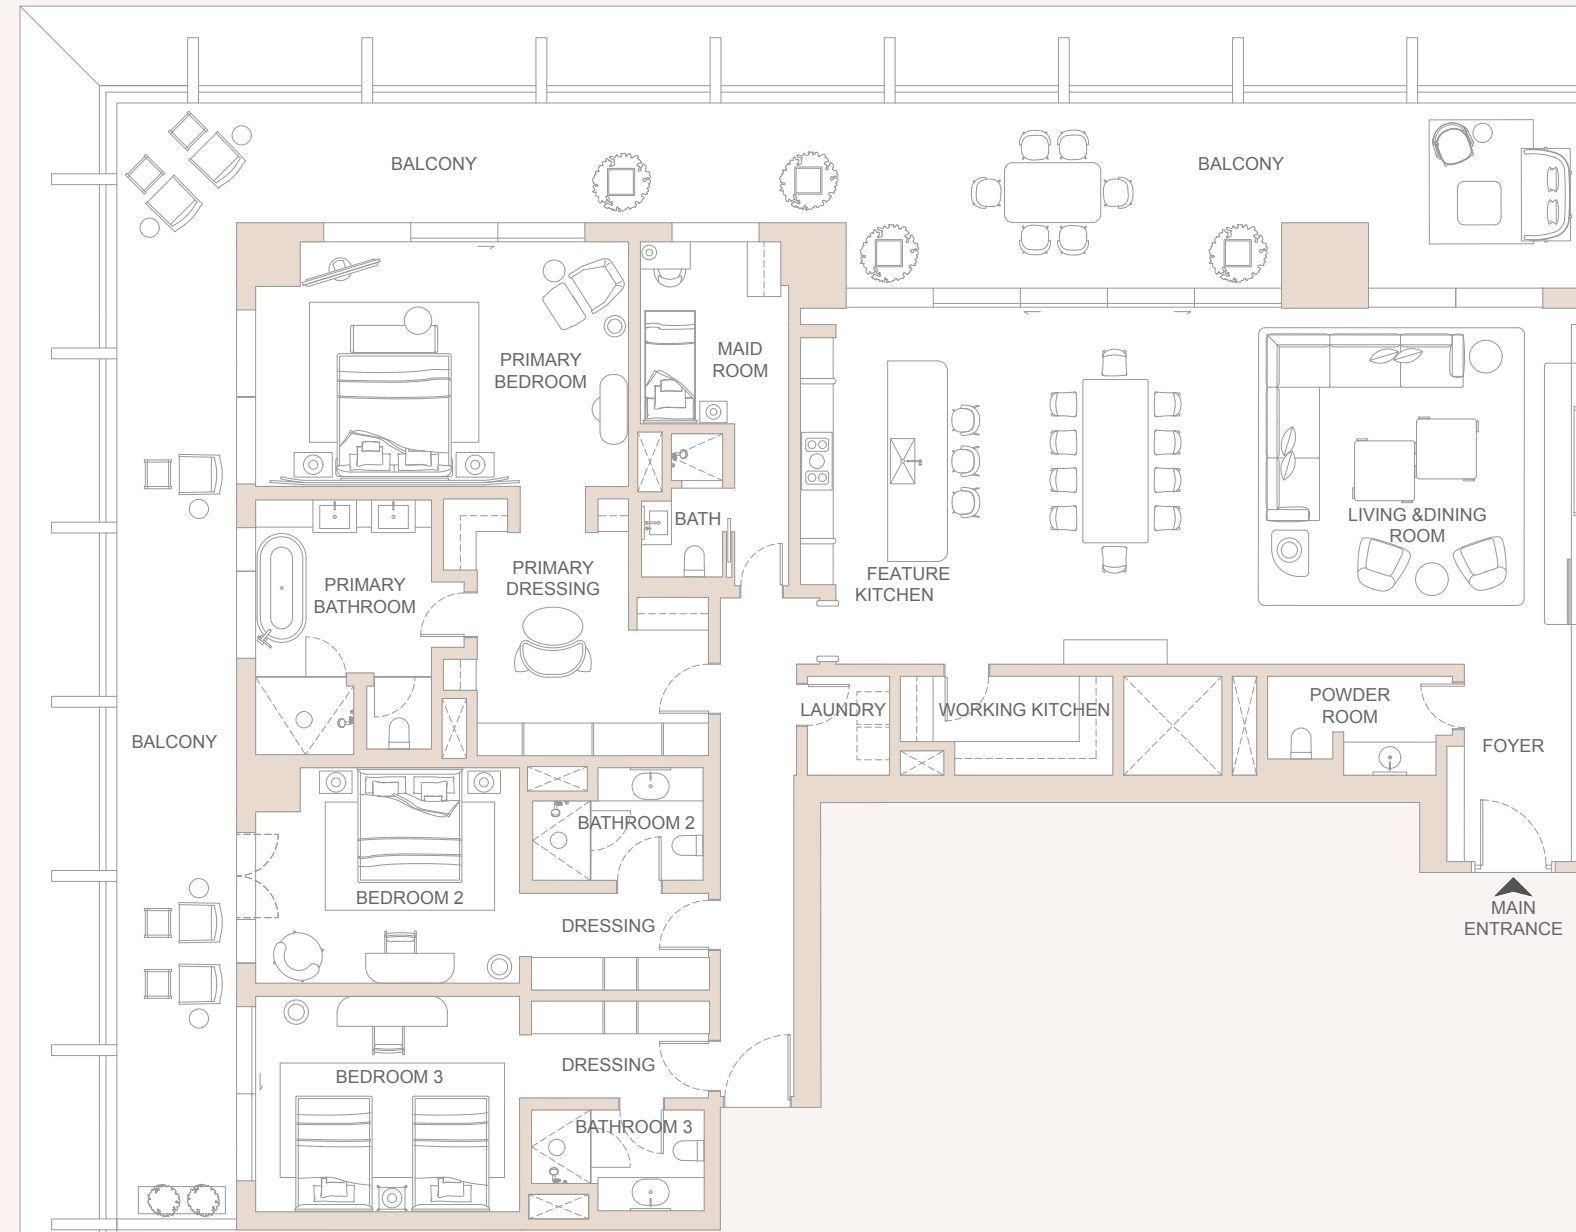 BALCONY
BALCONY
PRIMARY
BEDROOM
MAID
ROOM
BATH
LIVING &DINING
ROOM
FEATURE
KITCHEN
PRIMARY
DRESSING
PRIMARY
BATHROOM
BALCONY
LAUNDRY
WORKING KITCHEN
POWDER
ROOM
FOYER
BATHROOM 2
BEDROOM 2
DRESSING
MAIN
ENTRANCE
DRESSING
BEDROOM 3
BATHROOM 3